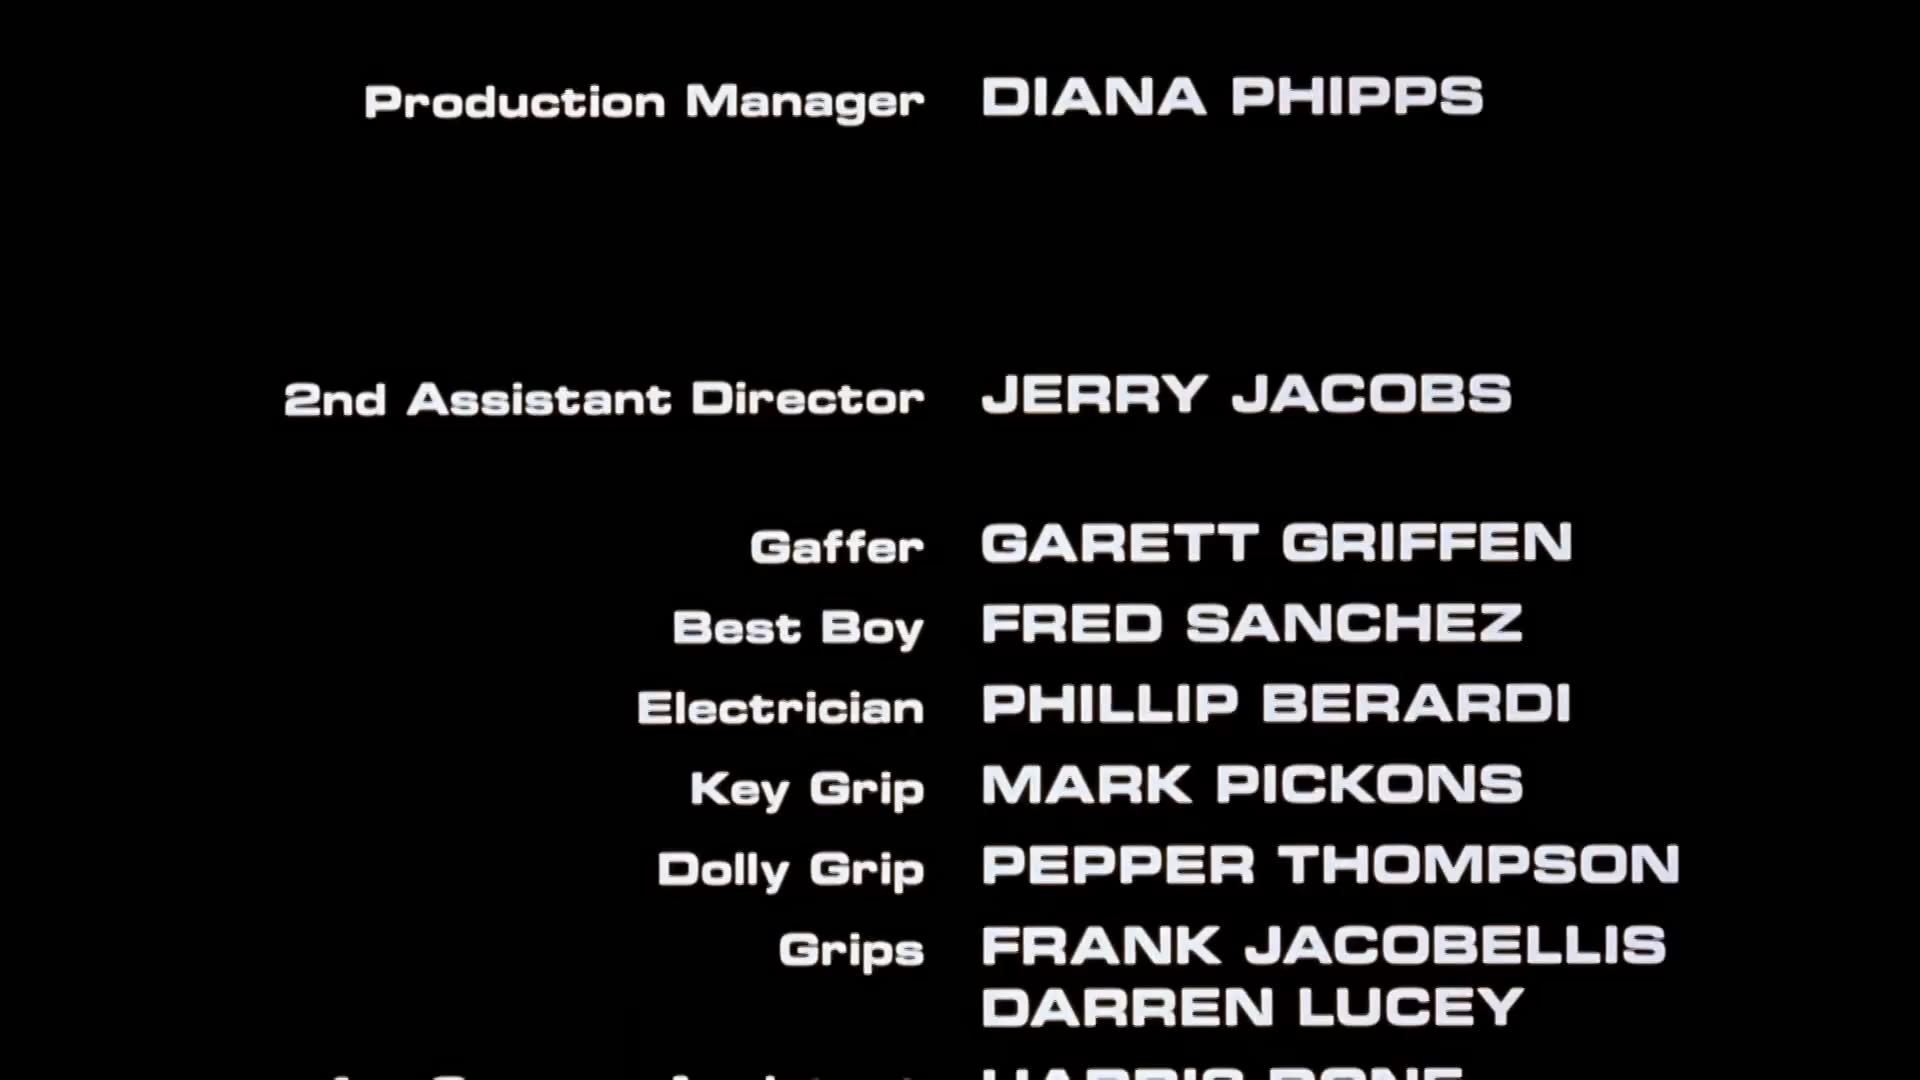 Production Manager DIANA PHIPPS
2nd Assistant Director JERRY JACOBS
Gaffer GARETT GRIFFEN
Best Boy FRED SANCHEZ
Electrician PHILLIP BERARDI
Key Grip MARK PICKONS
Dolly Grip PEPPER THOMPSON
Grips FRANK JACOBELLIS
DARREN LUCEY